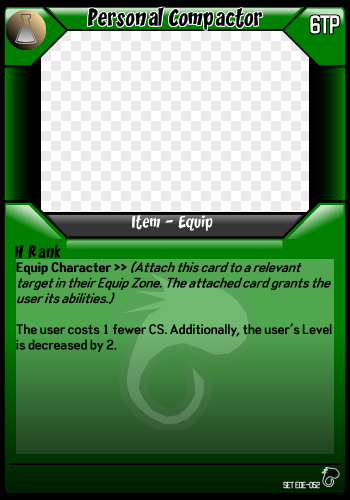 Personal Compactor
6TP
Item - Equip
H Rank
Equip Character >> (Attach this card to a relevant
target in their Equip Zone. The attached card grants the
user its abilities.)
The user costs 1 fewer CS. Additionally, the user's Level
is decreased by 2.
SET EDE-052